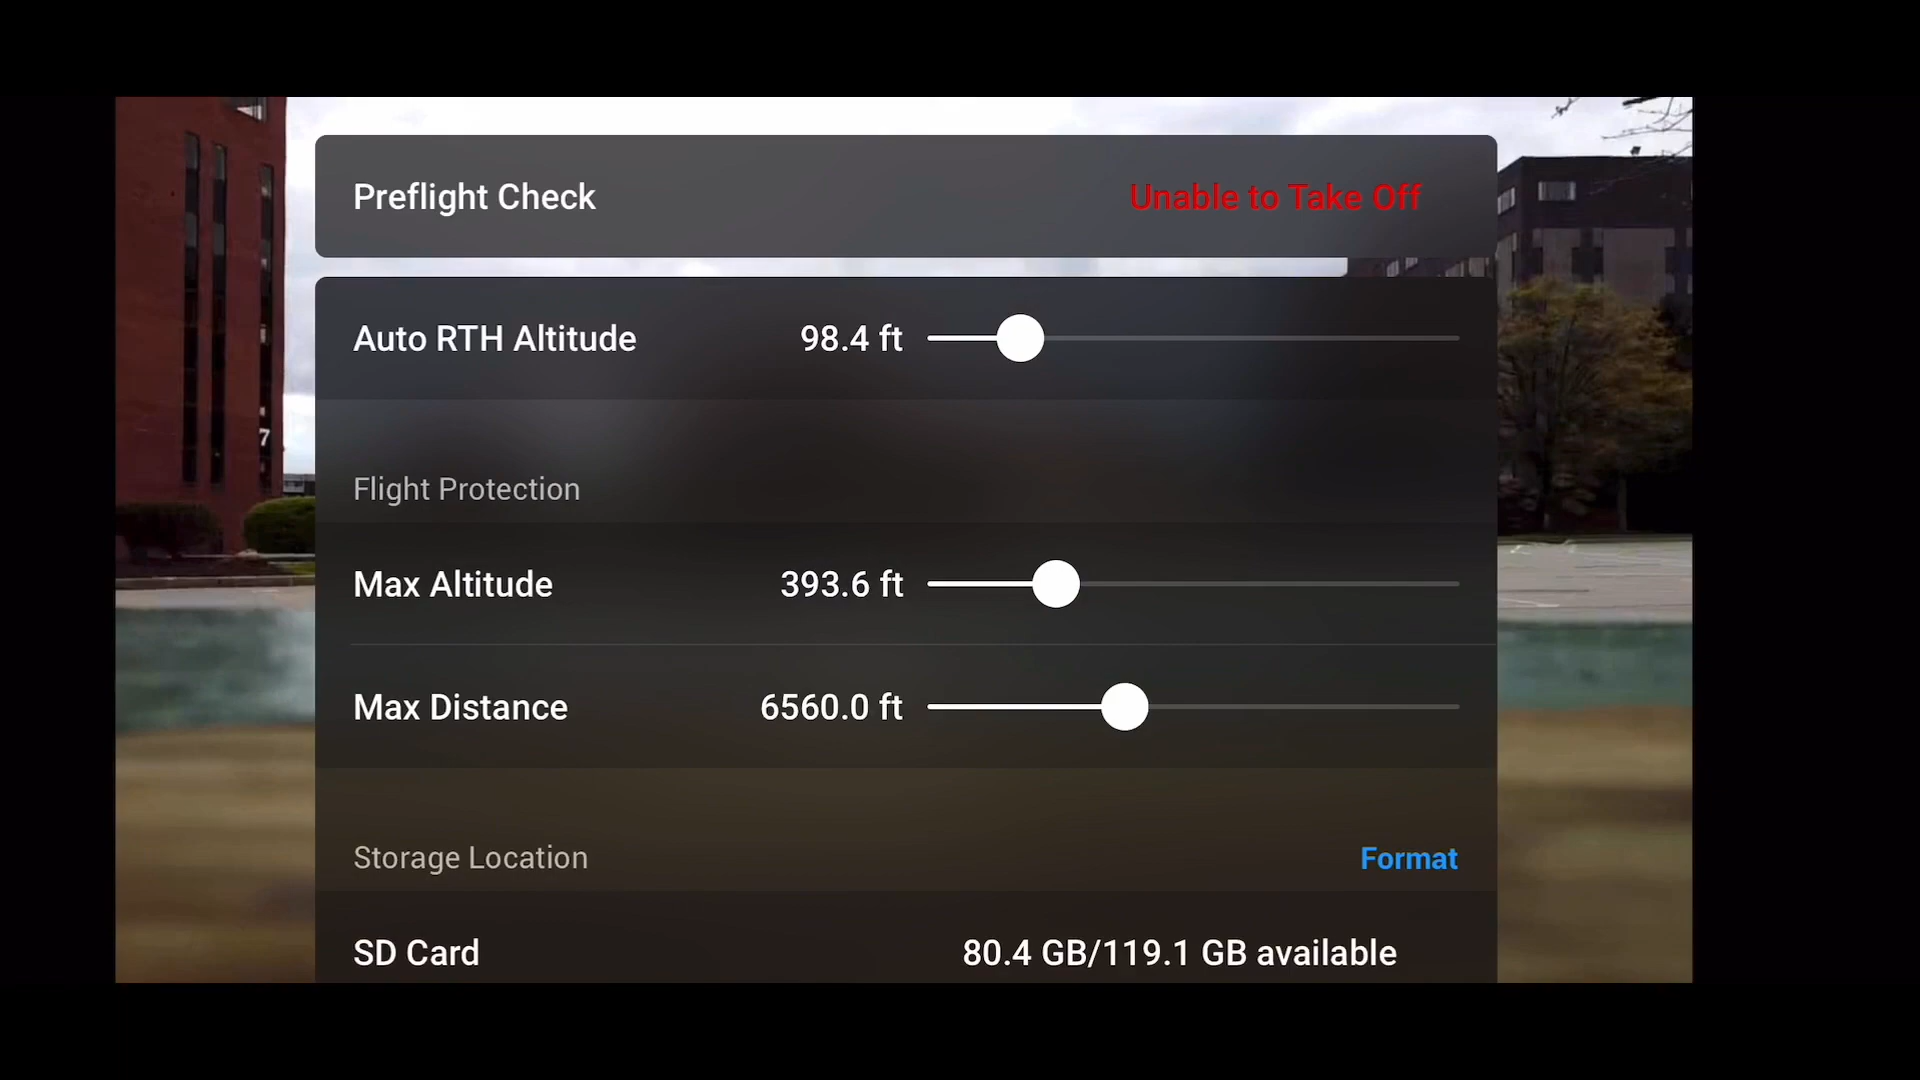 Preflight Check Unable to Take Off
Auto RTH Altitude 98.4 ft
Flight Protection
Max Altitude 393.6 ft
Max Distance 6560.0 ft
Storage Location Format
SD Card 80.4 GB/119.1 GB available
7